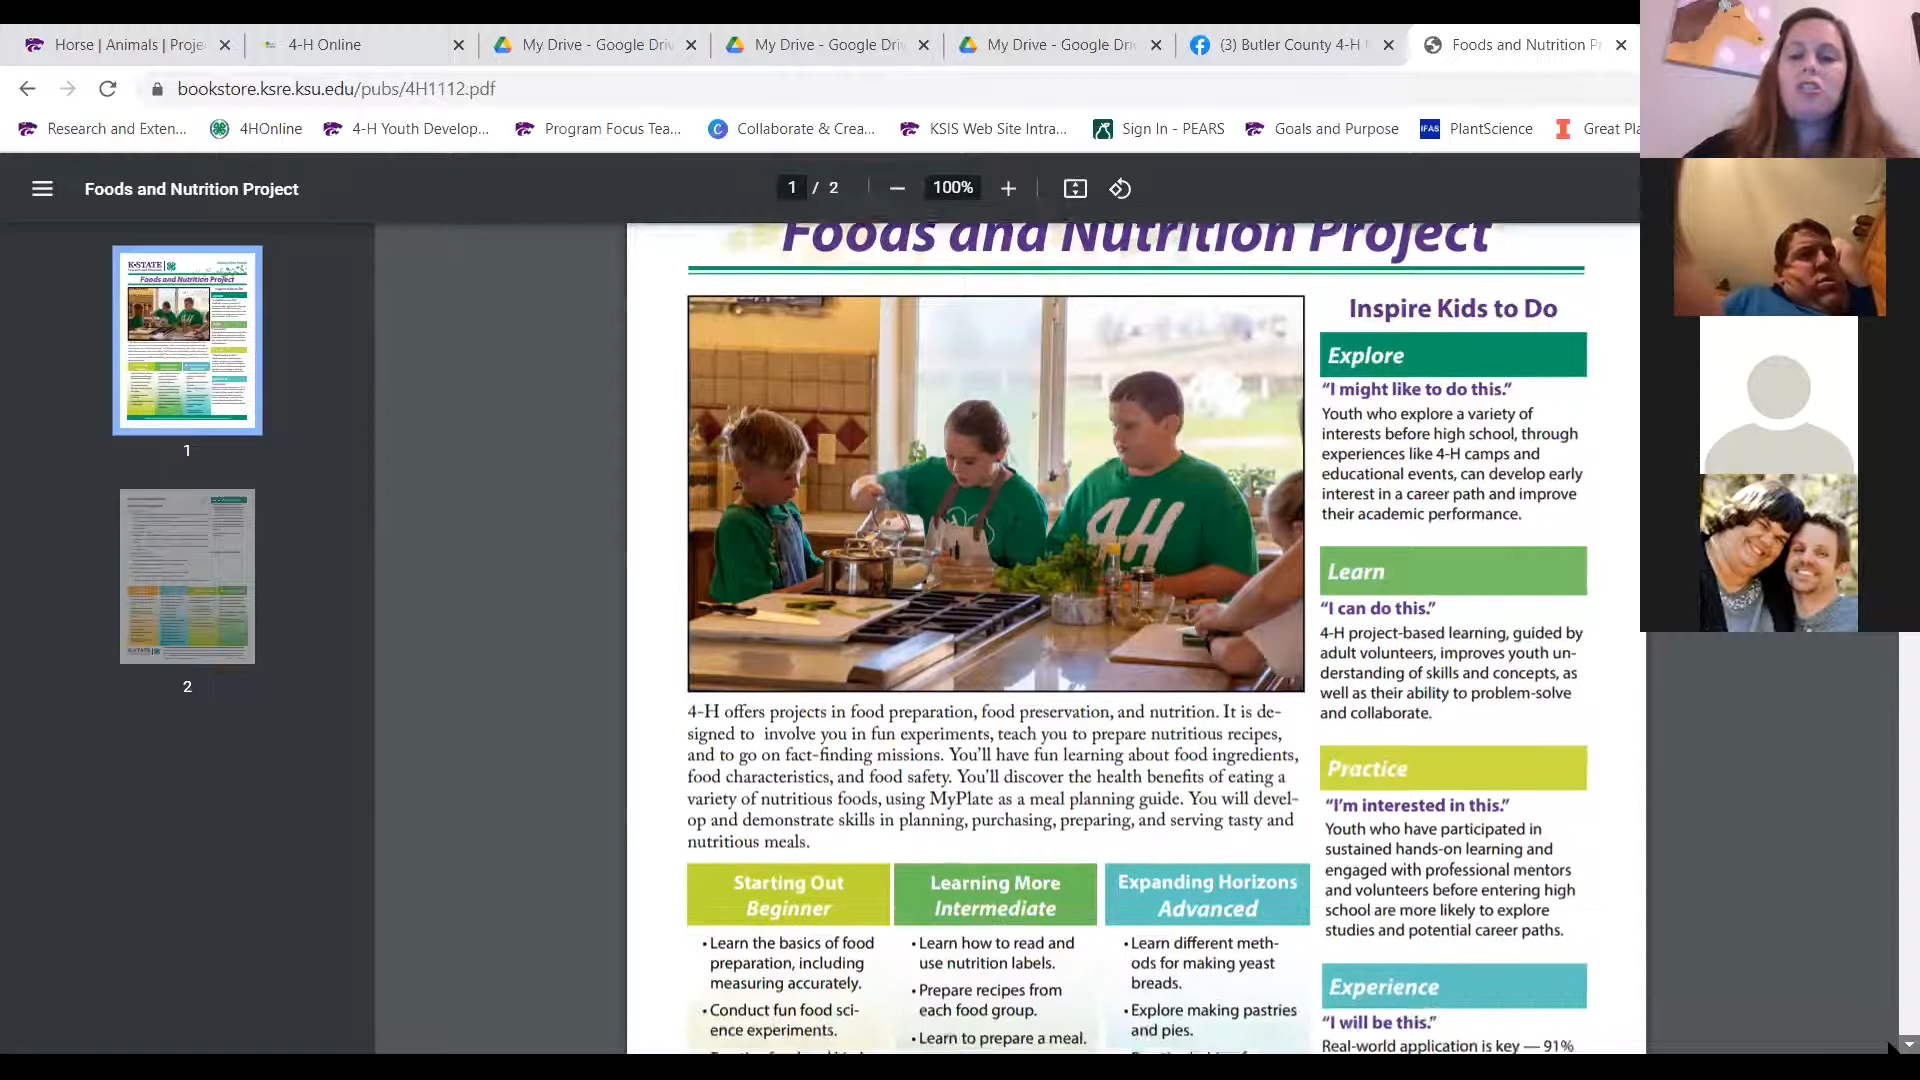 Horse | Animals | Proje
4-H Online
My Drive - Google Driv
My Drive - Google Driv
My Drive - Google Dri
(3) Butler County 4-H
Foods and Nutrition P
bookstore.ksre.ksu.edu/pubs/4H1112.pdf
Research and Exten...
4HOnline
4-H Youth Develop...
Program Focus Tea...
Collaborate & Crea...
KSIS Web Site Intra...
Sign In - PEARS
Goals and Purpose
IFAS
PlantScience
Great Pla
Foods and Nutrition Project
1 / 2
100%
K-STATE
Foods and Nutrition Project
1
K-STATE
2
Foods and Nutrition Project
4-H
4-H offers projects in food preparation, food preservation, and nutrition. It is de-
signed to involve you in fun experiments, teach you to prepare nutritious recipes,
and to go on fact-finding missions. You'll have fun learning about food ingredients,
food characteristics, and food safety. You'll discover the health benefits of eating a
variety of nutritious foods, using MyPlate as a meal planning guide. You will devel-
op and demonstrate skills in planning, purchasing, preparing, and serving tasty and
nutritious meals.
Starting Out
Beginner
• Learn the basics of food
preparation, including
measuring accurately.
• Conduct fun food sci-
ence experiments.
Learning More
Intermediate
• Learn how to read and
use nutrition labels.
• Prepare recipes from
each food group.
• Learn to prepare a meal.
Expanding Horizons
Advanced
• Learn different meth-
ods for making yeast
breads.
• Explore making pastries
and pies.
Inspire Kids to Do
Explore
“I might like to do this.”
Youth who explore a variety of
interests before high school, through
experiences like 4-H camps and
educational events, can develop early
interest in a career path and improve
their academic performance.
Learn
“I can do this.”
4-H project-based learning, guided by
adult volunteers, improves youth un-
derstanding of skills and concepts, as
well as their ability to problem-solve
and collaborate.
Practice
“I'm interested in this.”
Youth who have participated in
sustained hands-on learning and
engaged with professional mentors
and volunteers before entering high
school are more likely to explore
studies and potential career paths.
Experience
“I will be this.”
Real-world application is key — 91%